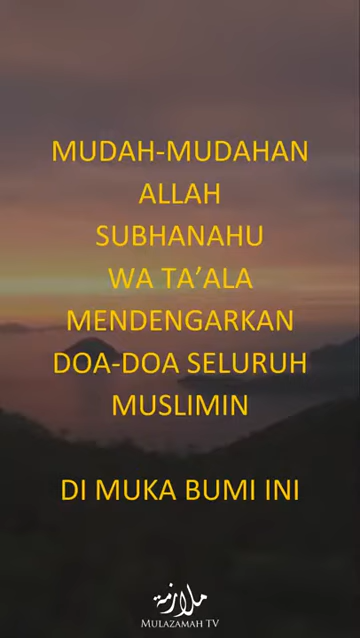 MUDAH-MUDAHAN
ALLAH
SUBHANAHU
WA TA’ALA
MENDENGARKAN
DOA-DOA SELURUH
MUSLIMIN
DI MUKA BUMI INI
ملازمة
MULAZAMAH TV